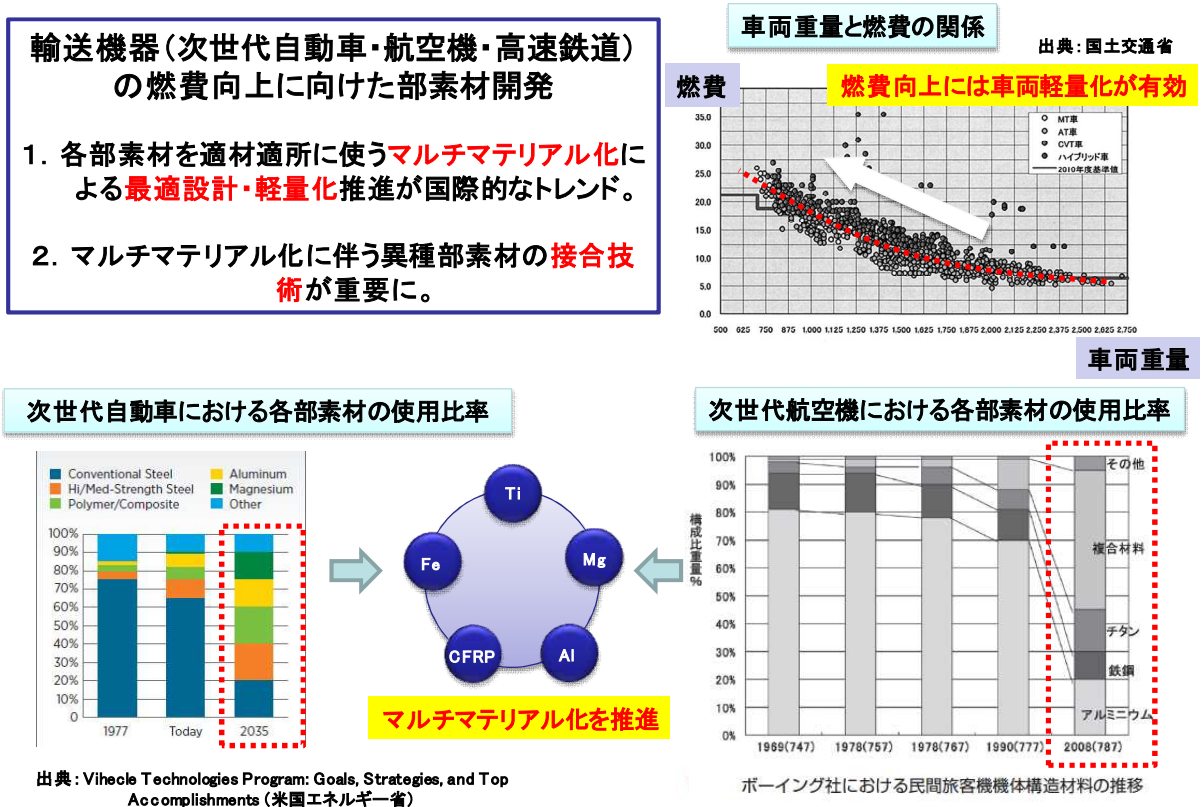 輸送機器（次世代自動車・航空機・高速鉄道）
の燃費向上に向けた部素材開発
１．各部素材を適材適所に使うマルチマテリアル化に
よる最適設計・軽量化推進が国際的なトレンド。
２．マルチマテリアル化に伴う異種部素材の接合技
術が重要に。
車両重量と燃費の関係
出典：国土交通省
燃費
燃費向上には車両軽量化が有効
MT車
AT車
CVT車
ハイブリッド車
2010年度基準値
35.0
30.0
25.0
20.0
15.0
10.0
5.0
0.0
500 625 750 875 1,000 1,125 1,250 1,375 1,500 1,625 1,750 1,875 2,000 2,125 2,250 2,375 2,500 2,625 2,750
車両重量
次世代自動車における各部素材の使用比率
Conventional Steel
Hi/Med-Strength Steel
Polymer/Composite
Aluminum
Magnesium
Other
100%
90%
80%
70%
60%
50%
40%
30%
20%
10%
0
1977 Today 2035
出典：Vihecle Technologies Program: Goals, Strategies, and Top
Accomplishments（米国エネルギー省）
Ti
Fe
Mg
CFRP
Al
マルチマテリアル化を推進
次世代航空機における各部素材の使用比率
構成比重量%
100%
90%
80%
70%
60%
50%
40%
30%
20%
10%
0%
その他
複合材料
チタン
鉄鋼
アルミニウム
1969(747) 1978(757) 1978(767) 1990(777) 2008(787)
ボーイング社における民間旅客機機体構造材料の推移